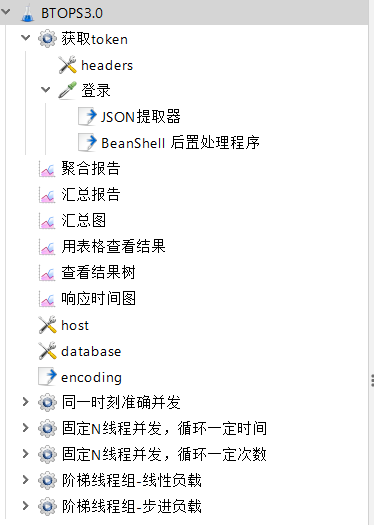 BTOPS3.0
获取token
headers
登录
JSON提取器
BeanShell 后置处理程序
聚合报告
汇总报告
汇总图
用表格查看结果
查看结果树
响应时间图
host
database
encoding
同一时刻准确并发
固定N线程并发，循环一定时间
固定N线程并发，循环一定次数
阶梯线程组-线性负载
阶梯线程组-步进负载